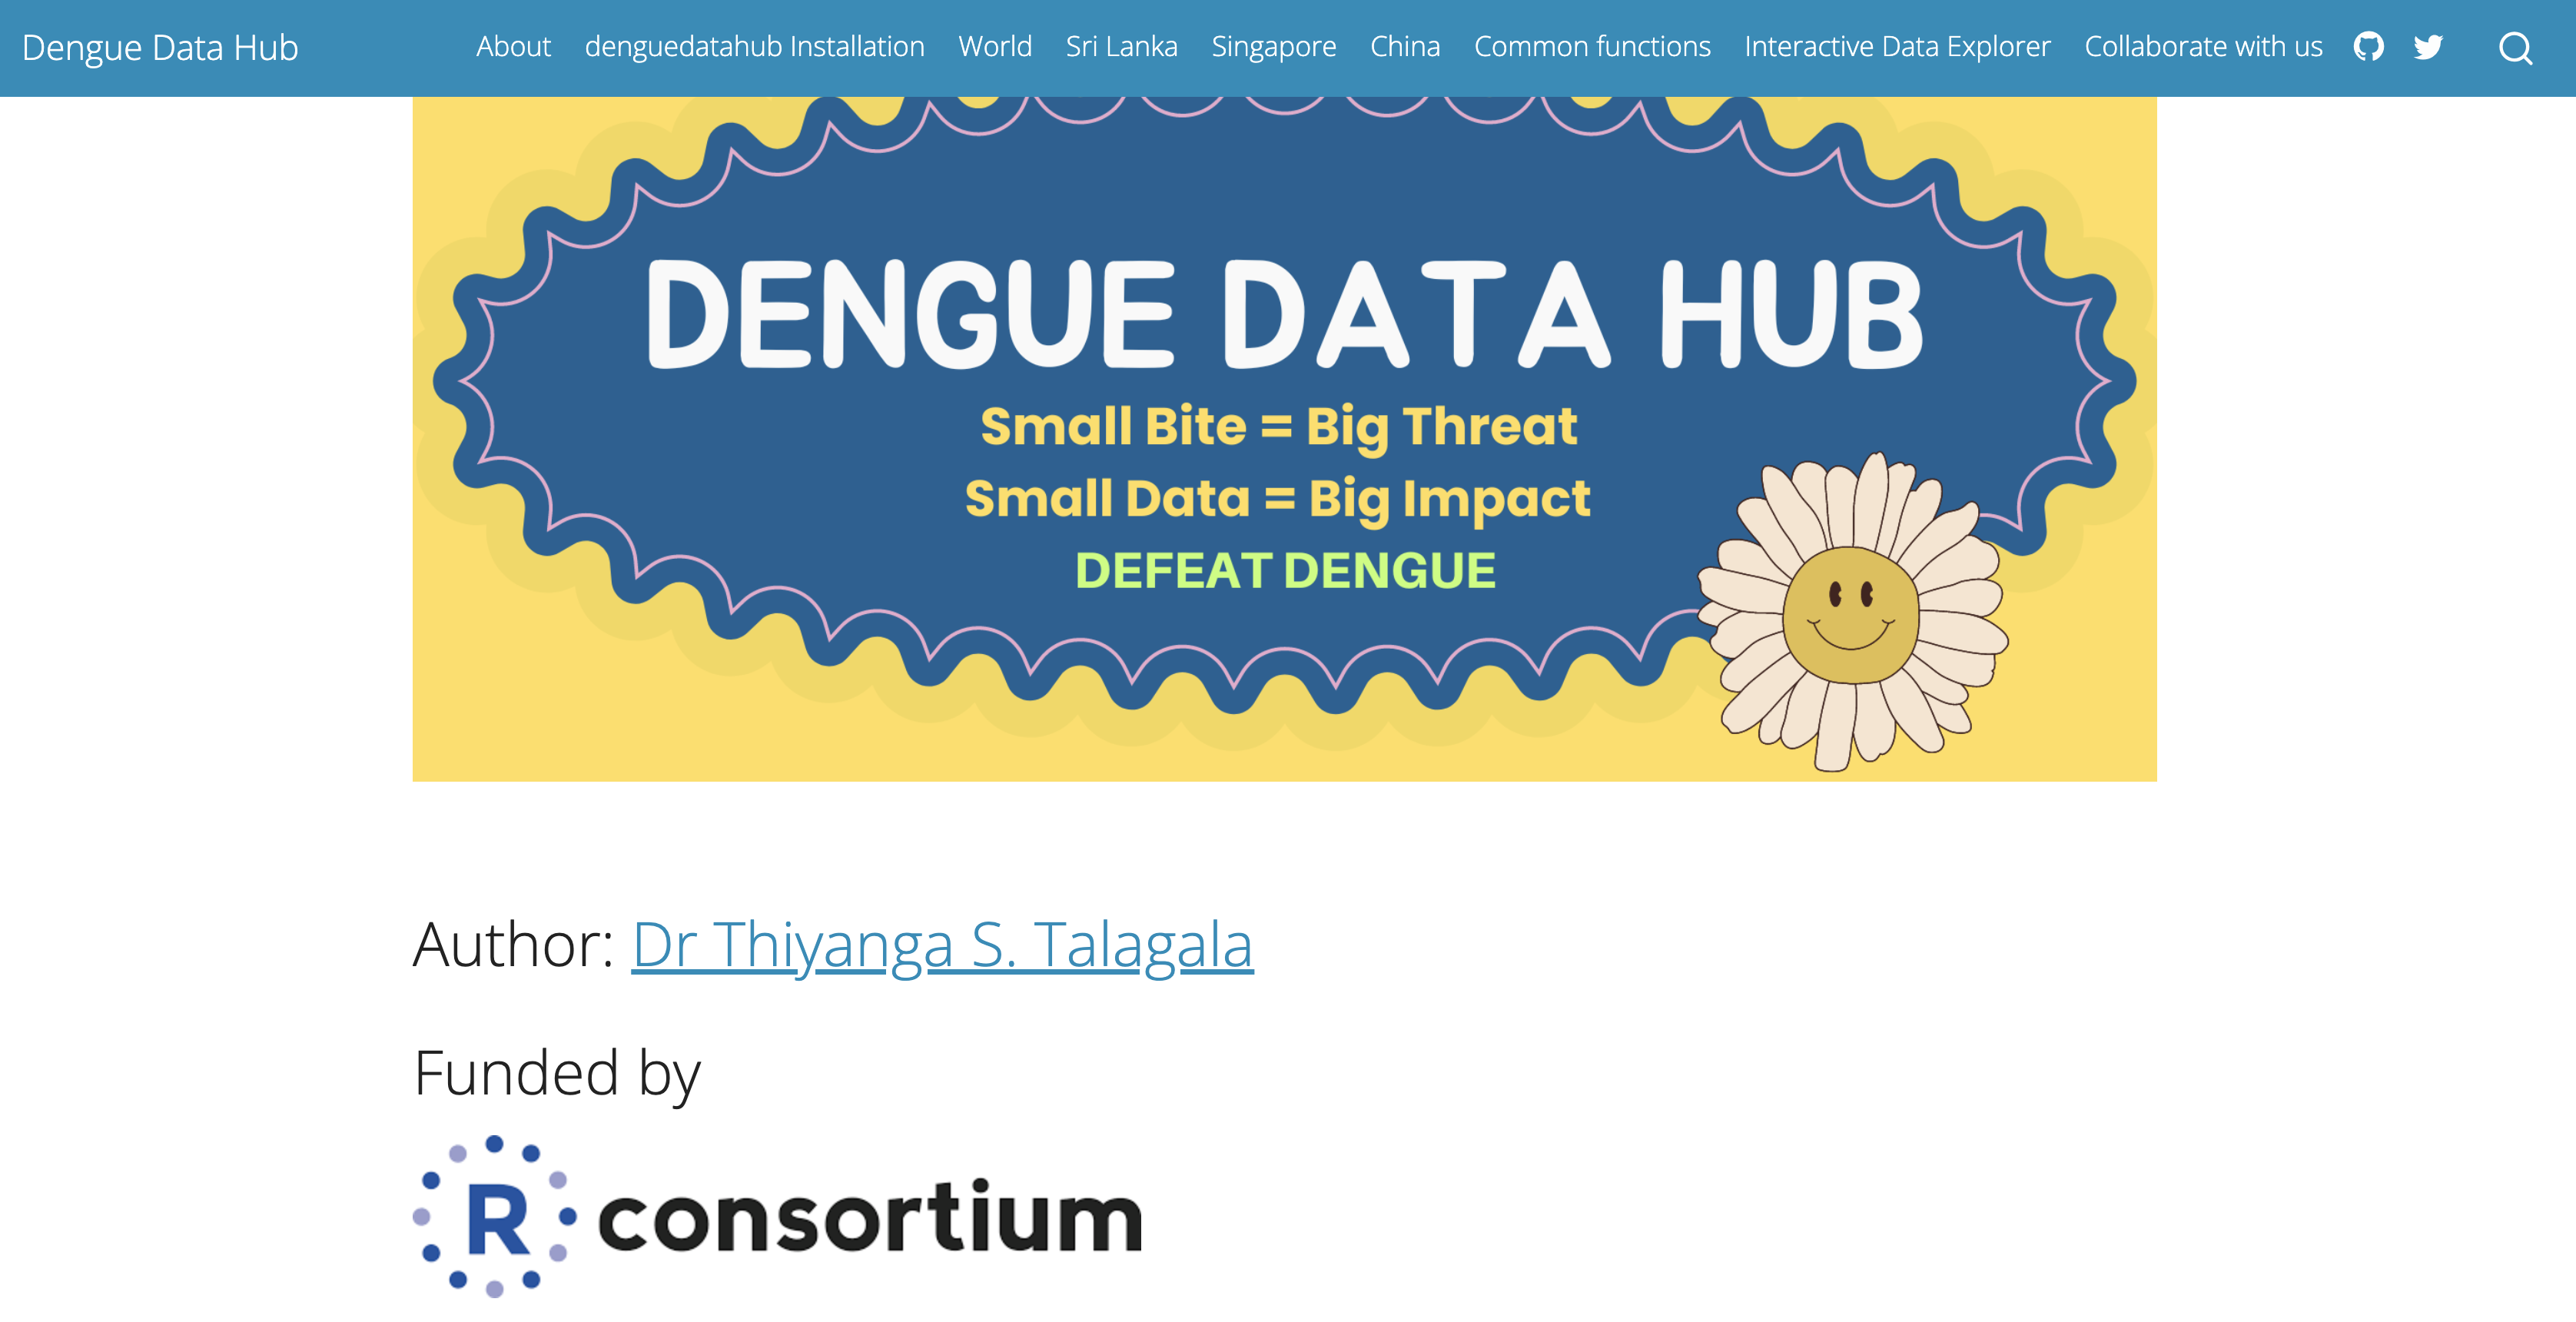 Dengue Data Hub About denguedatahub Installation World Sri Lanka Singapore China Common functions Interactive Data Explorer Collaborate with us
DENGUE DATA HUB
Small Bite = Big Threat
Small Data = Big Impact
DEFEAT DENGUE
Author: Dr Thiyanga S. Talagala
Funded by
R consortium